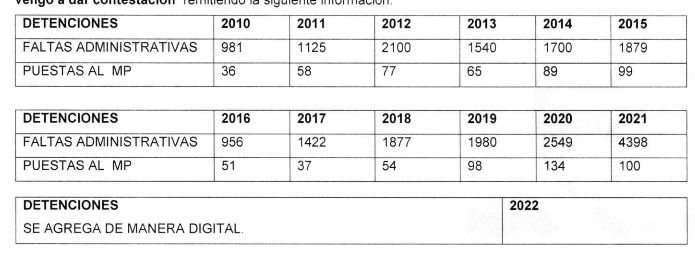 vengo a dar contestación remitiendo la siguiente información:
DETENCIONES 2010 2011 2012 2013 2014 2015
FALTAS ADMINISTRATIVAS 981 1125 2100 1540 1700 1879
PUESTAS AL MP 36 58 77 65 89 99
DETENCIONES 2016 2017 2018 2019 2020 2021
FALTAS ADMINISTRATIVAS 956 1422 1877 1980 2549 4398
PUESTAS AL MP 51 37 54 98 134 100
DETENCIONES 2022
SE AGREGA DE MANERA DIGITAL.